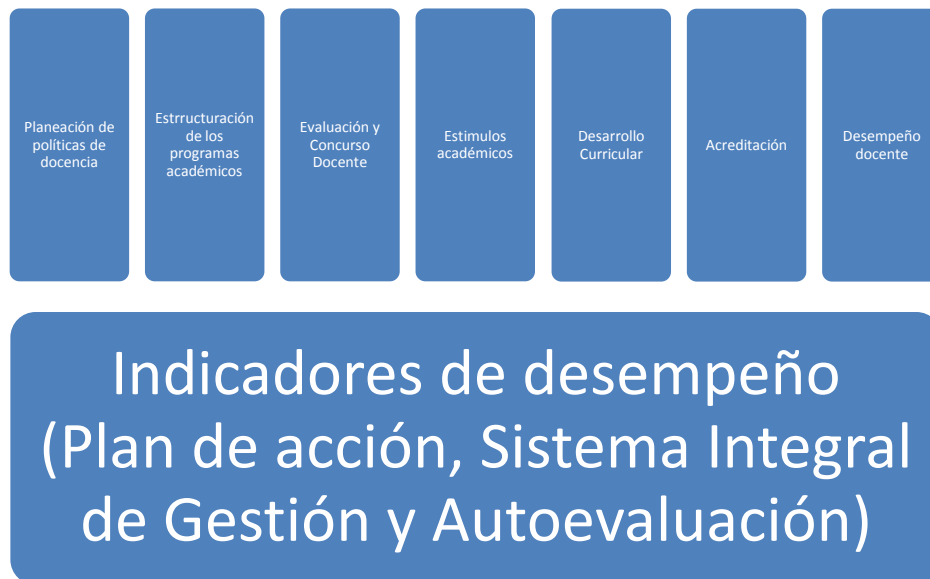 Planeación de
políticas de
docencia
Estrructuración
de los
programas
académicos
Evaluación y
Concurso
Docente
Estimulos
académicos
Desarrollo
Curricular
Acreditación
Desempeño
docente
Indicadores de desempeño
(Plan de acción, Sistema Integral
de Gestión y Autoevaluación)